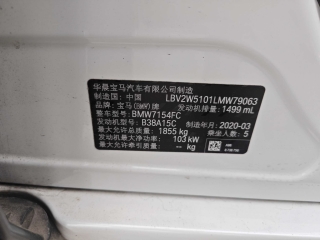 华晨宝马汽车有限公司制造
制造国：中国 LBV2W5101LMW79063
品牌：宝马(BMW)牌 发动机排量：1499 mL
整车型号：BMW7154FC
发动机型号：B38A15C 制造年月：2020-03
最大允许总质量：1855 kg 乘坐人数：5
发动机最大净功率：103 kW
最大允许牵引质量：-- kg